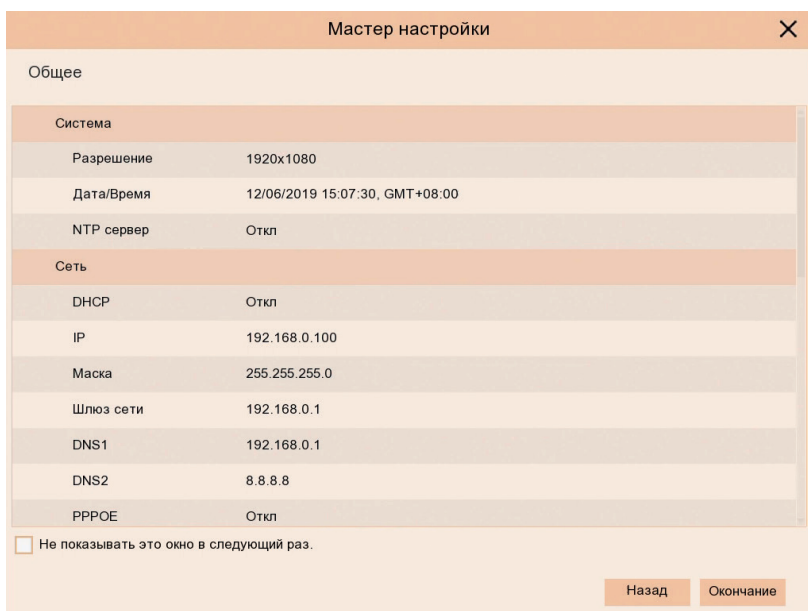 Мастер настройки
Общее
Система
Разрешение 1920x1080
Дата/Время 12/06/2019 15:07:30, GMT+08:00
NTP сервер Откл
Сеть
DHCP Откл
IP 192.168.0.100
Маска 255.255.255.0
Шлюз сети 192.168.0.1
DNS1 192.168.0.1
DNS2 8.8.8.8
PPPOE Откл
Не показывать это окно в следующий раз.
Назад Окончание